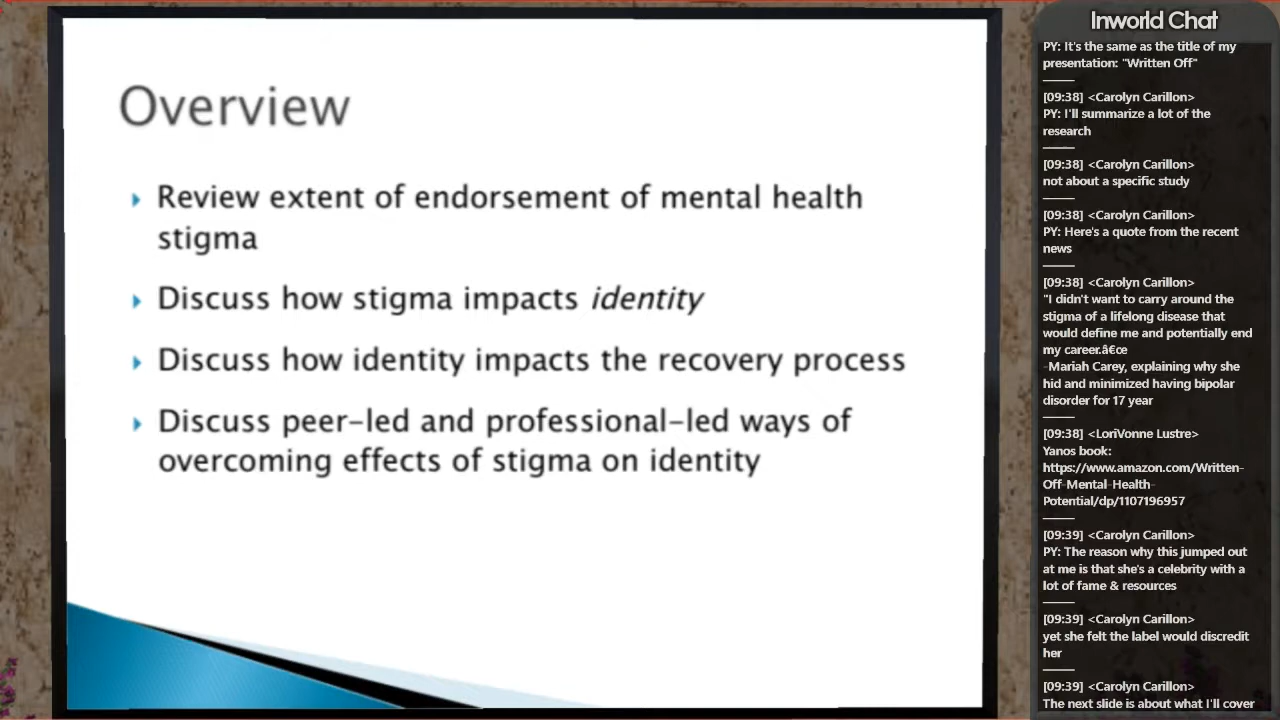 Overview
Review extent of endorsement of mental health
stigma
Discuss how stigma impacts identity
Discuss how identity impacts the recovery process
Discuss peer-led and professional-led ways of
overcoming effects of stigma on identity
Inworld Chat
PY: It's the same as the title of my
presentation: "Written Off"
[09:38] <Carolyn Carillon>
PY: I'll summarize a lot of the
research
[09:38] <Carolyn Carillon>
not about a specific study
[09:38] <Carolyn Carillon>
PY: Here's a quote from the recent
news
[09:38] <Carolyn Carillon>
"I didn't want to carry around the
stigma of a lifelong disease that
would define me and potentially end
my career.â€œ
-Mariah Carey, explaining why she
hid and minimized having bipolar
disorder for 17 year
[09:38] <LoriVonne Lustre>
Yanos book:
https://www.amazon.com/Written-
Off-Mental-Health-
Potential/dp/1107196957
[09:39] <Carolyn Carillon>
PY: The reason why this jumped out
at me is that she's a celebrity with a
lot of fame & resources
[09:39] <Carolyn Carillon>
yet she felt the label would discredit
her
[09:39] <Carolyn Carillon>
The next slide is about what I'll cover